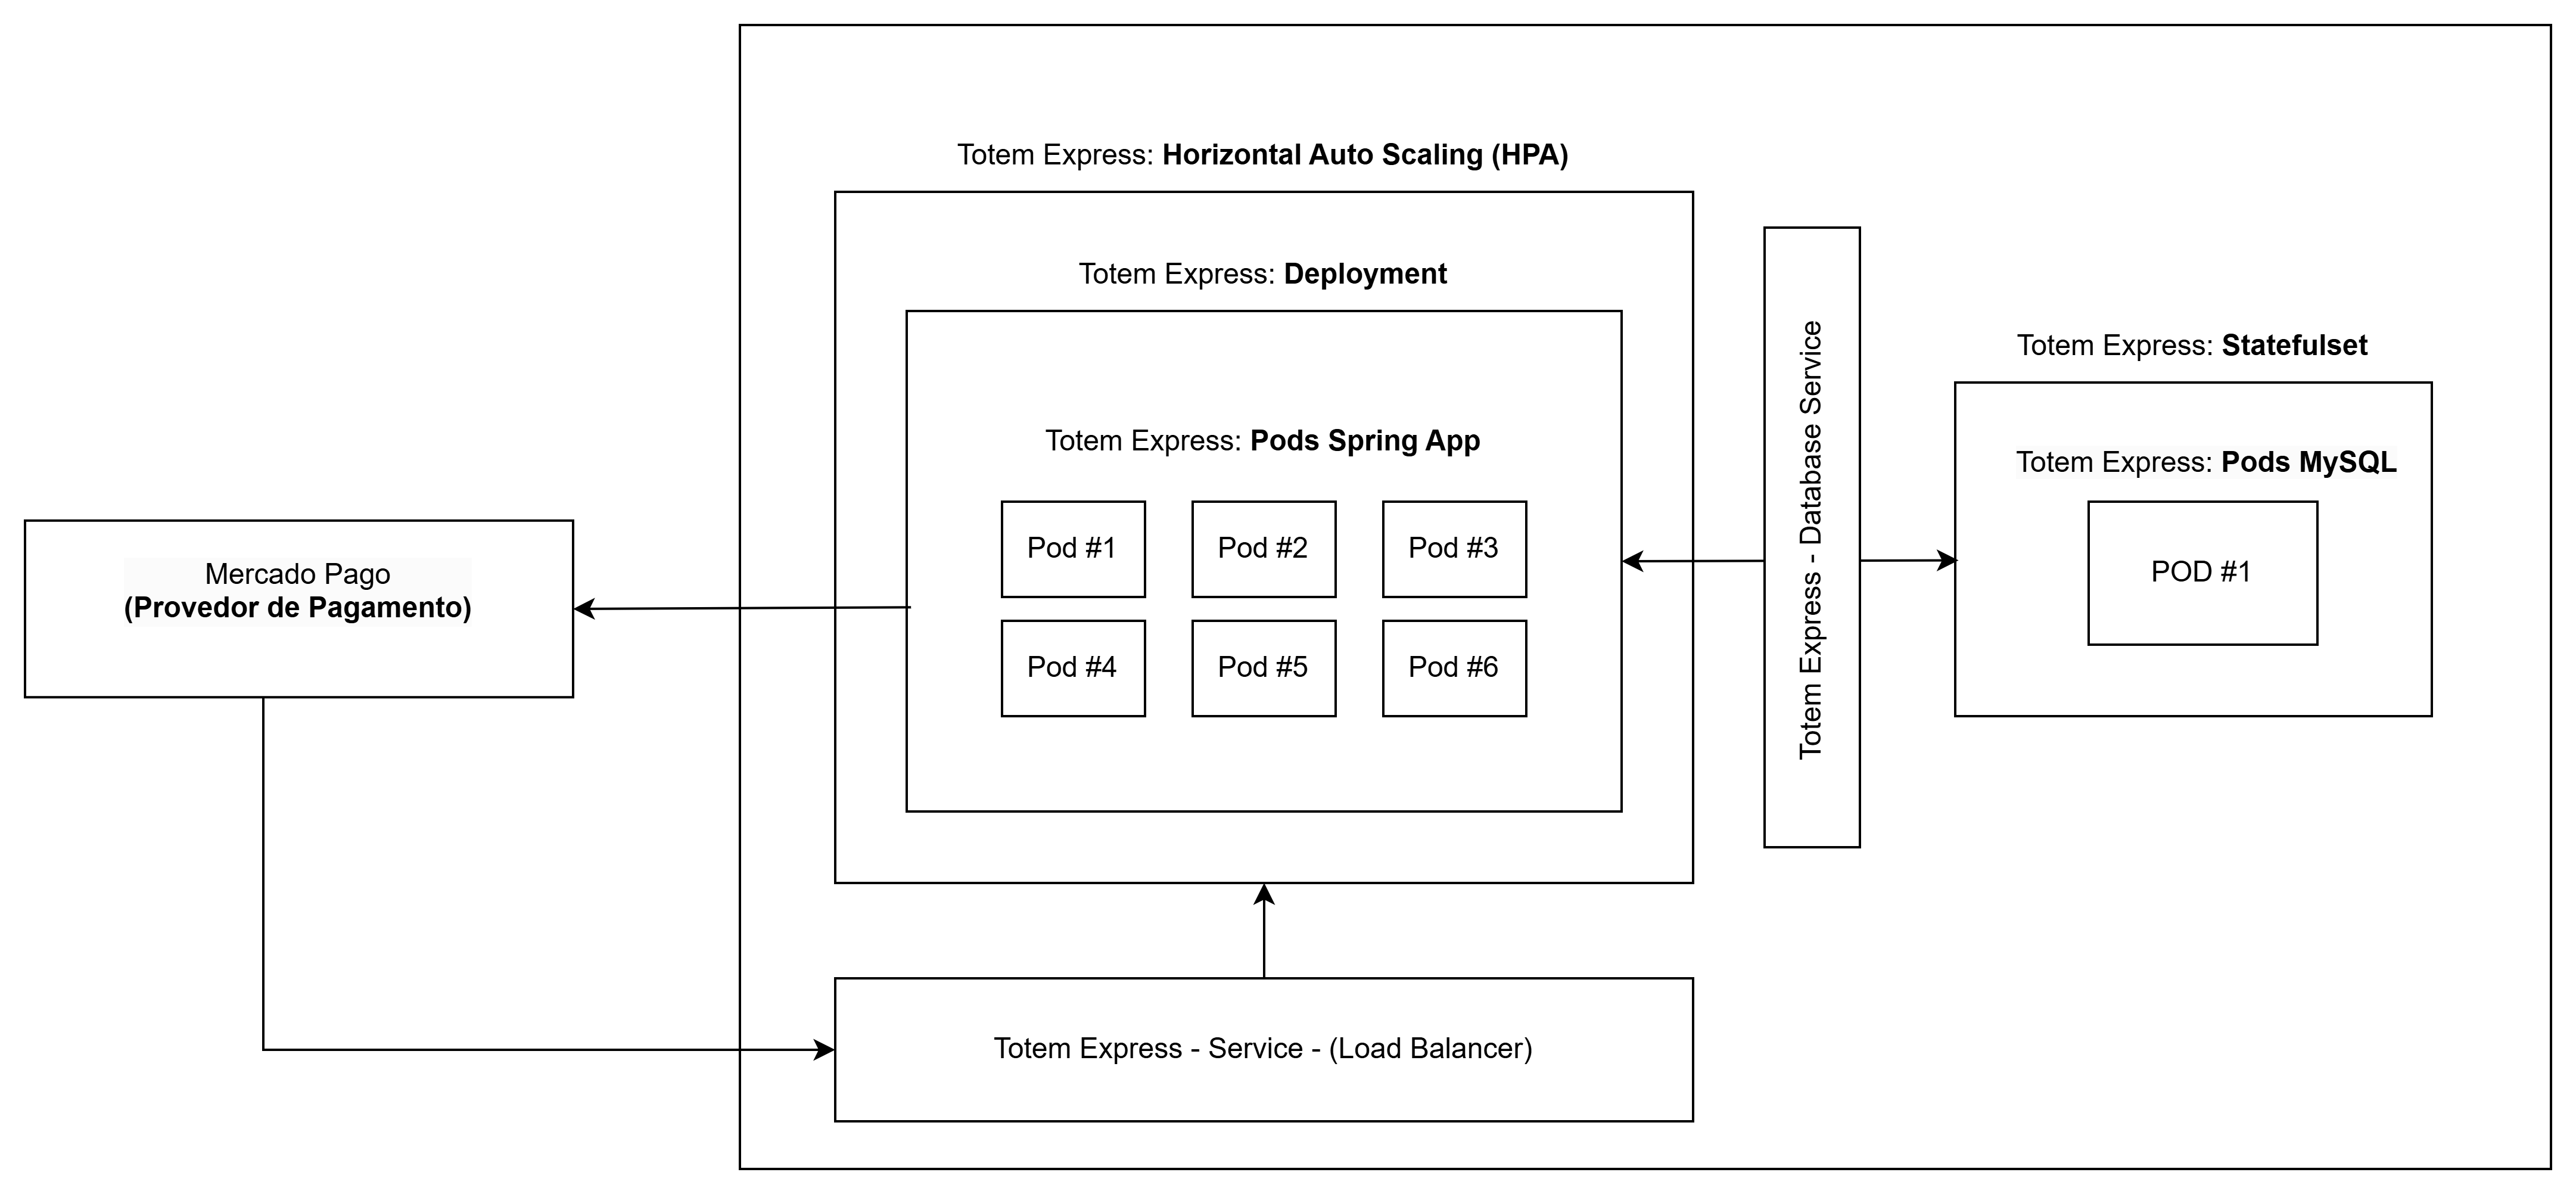 Totem Express: Horizontal Auto Scaling (HPA)
Totem Express: Deployment
Totem Express: Pods Spring App
Pod #1
Pod #2
Pod #3
Pod #4
Pod #5
Pod #6
Totem Express - Database Service
Totem Express: Statefulset
Totem Express: Pods MySQL
POD #1
Mercado Pago
(Provedor de Pagamento)
Totem Express - Service - (Load Balancer)